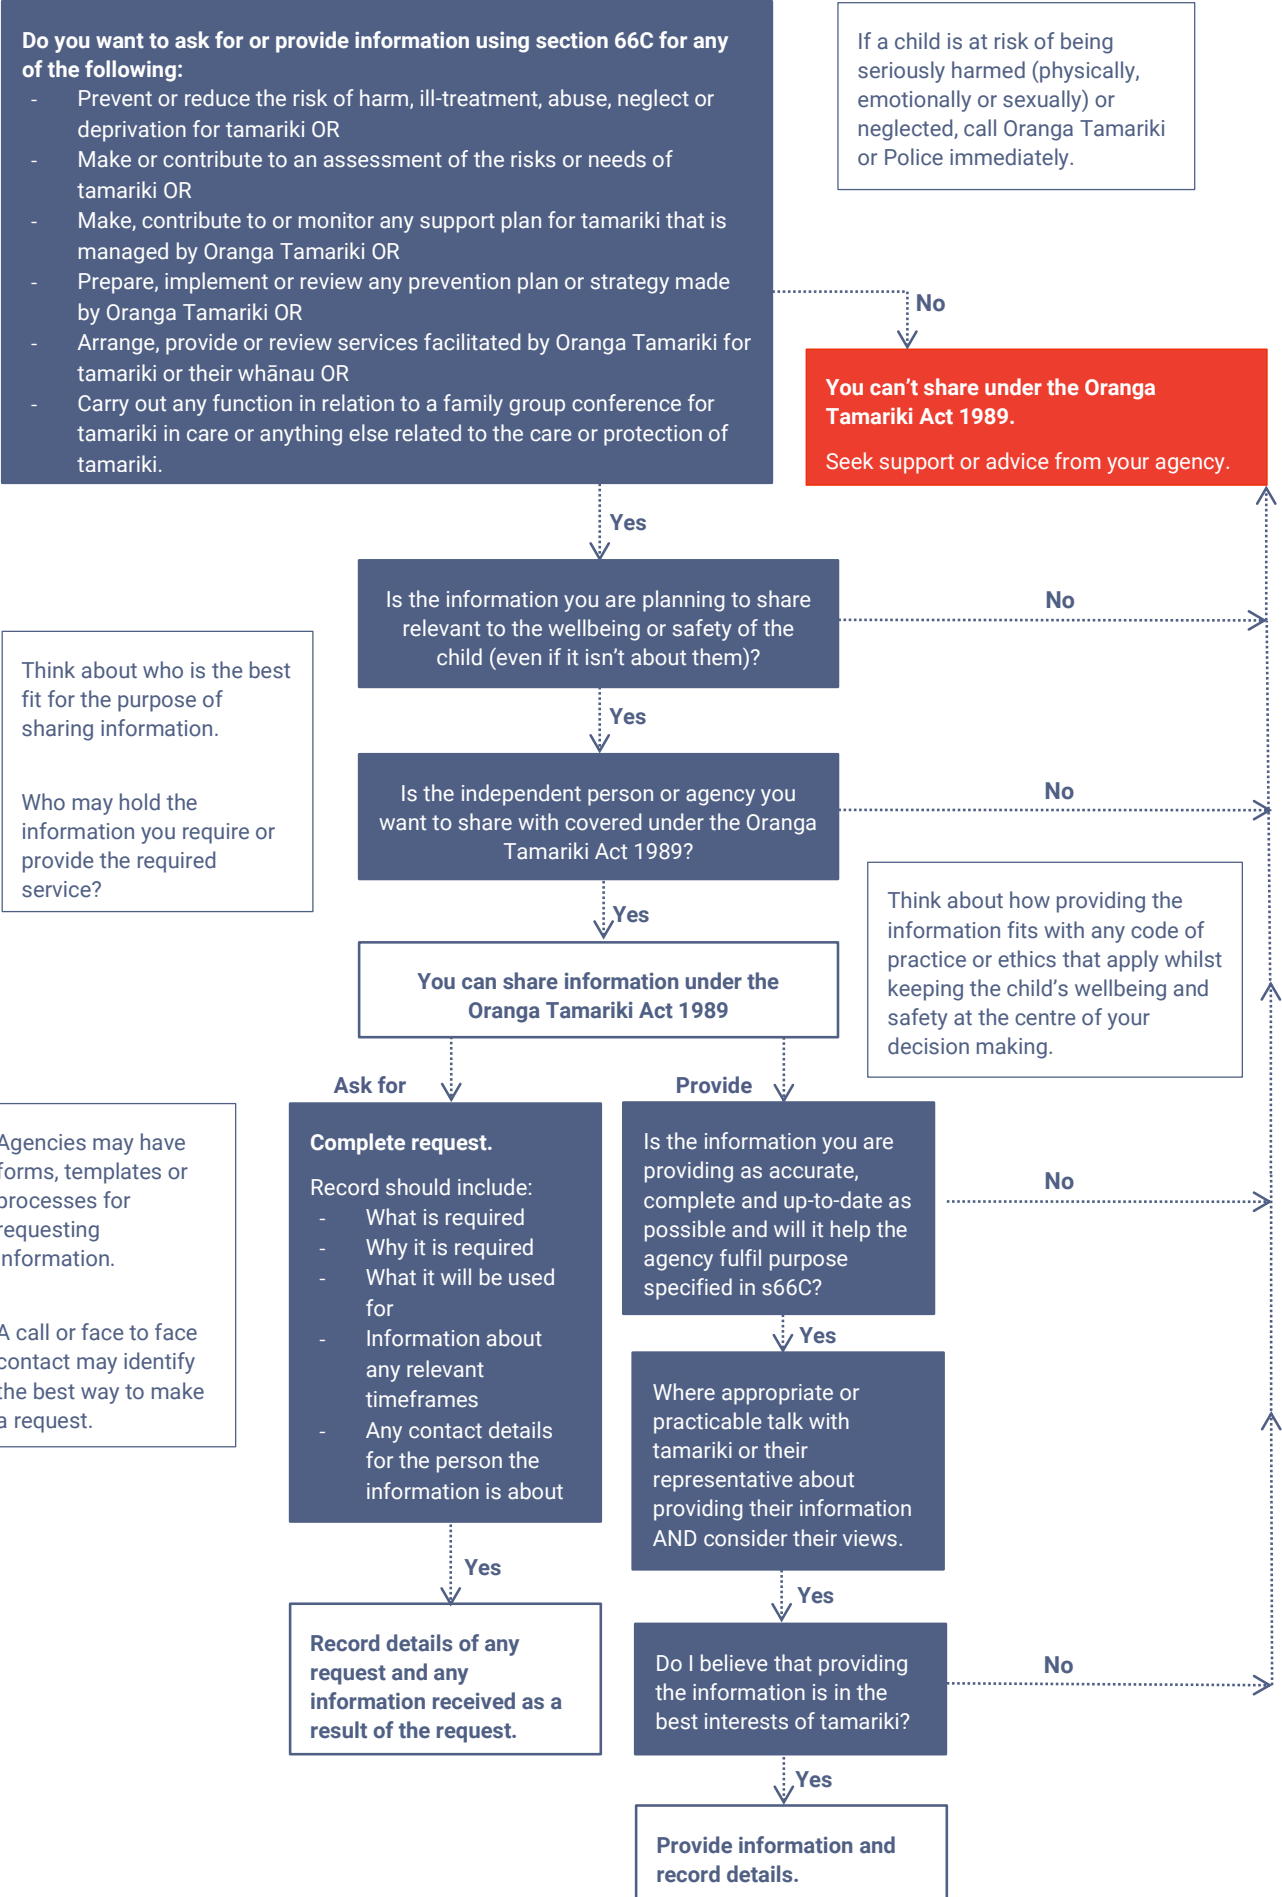 Do you want to ask for or provide information using section 66C for any
of the following:
- Prevent or reduce the risk of harm, ill-treatment, abuse, neglect or
deprivation for tamariki OR
- Make or contribute to an assessment of the risks or needs of
tamariki OR
- Make, contribute to or monitor any support plan for tamariki that is
managed by Oranga Tamariki OR
- Prepare, implement or review any prevention plan or strategy made
by Oranga Tamariki OR
- Arrange, provide or review services facilitated by Oranga Tamariki for
tamariki or their whānau OR
- Carry out any function in relation to a family group conference for
tamariki in care or anything else related to the care or protection of
tamariki.
If a child is at risk of being
seriously harmed (physically,
emotionally or sexually) or
neglected, call Oranga Tamariki
or Police immediately.
No
You can’t share under the Oranga
Tamariki Act 1989.
Seek support or advice from your agency.
Yes
Is the information you are planning to share
relevant to the wellbeing or safety of the
child (even if it isn’t about them)?
No
Think about who is the best
fit for the purpose of
sharing information.
Who may hold the
information you require or
provide the required
service?
Yes
Is the independent person or agency you
want to share with covered under the Oranga
Tamariki Act 1989?
No
Yes
Think about how providing the
information fits with any code of
practice or ethics that apply whilst
keeping the child’s wellbeing and
safety at the centre of your
decision making.
You can share information under the
Oranga Tamariki Act 1989
Ask for
Provide
Agencies may have
forms, templates or
processes for
requesting
information.
A call or face to face
contact may identify
the best way to make
a request.
Complete request.
Record should include:
- What is required
- Why it is required
- What it will be used
for
- Information about
any relevant
timeframes
- Any contact details
for the person the
information is about
Is the information you are
providing as accurate,
complete and up-to-date as
possible and will it help the
agency fulfil purpose
specified in s66C?
No
Yes
Where appropriate or
practicable talk with
tamariki or their
representative about
providing their information
AND consider their views.
Yes
Record details of any
request and any
information received as a
result of the request.
Yes
Do I believe that providing
the information is in the
best interests of tamariki?
No
Yes
Provide information and
record details.